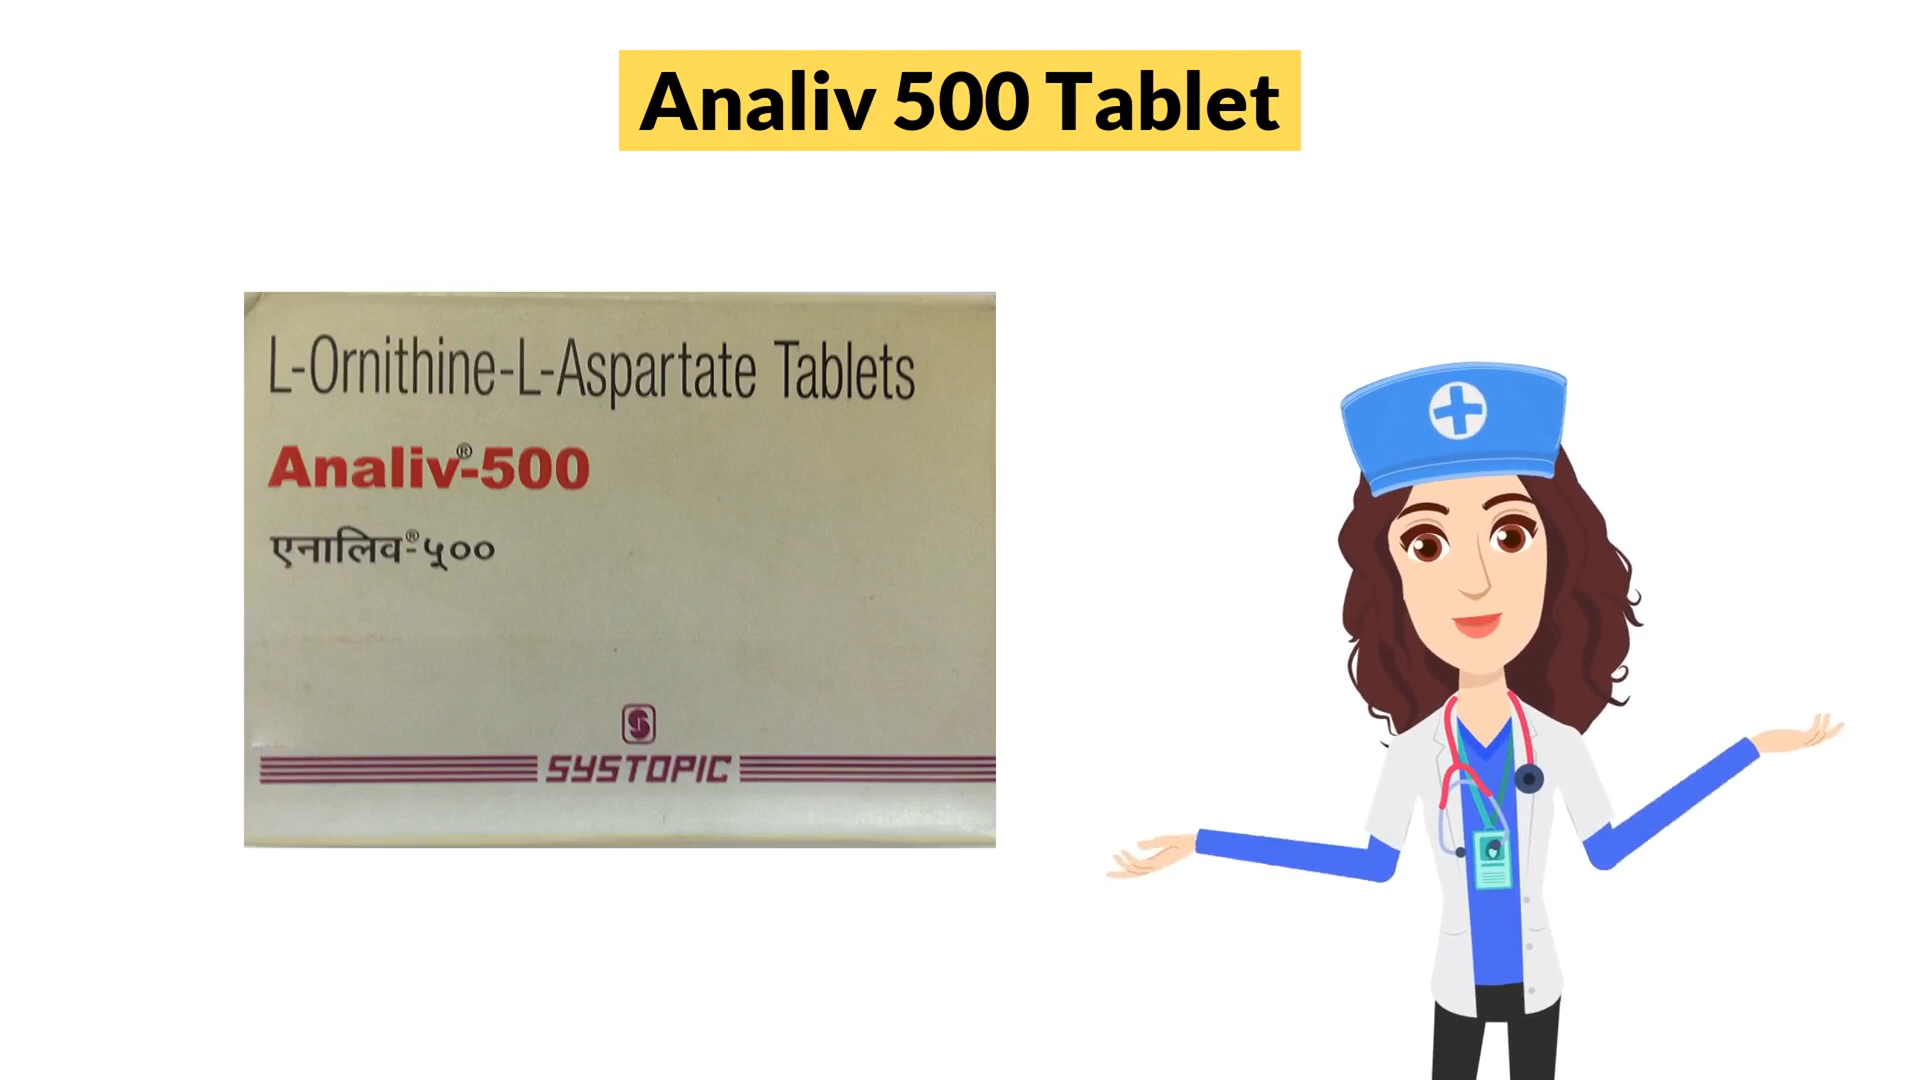 Analiv 500 Tablet
L-Ornithine-L-Aspartate Tablets
Analiv®-500
एनालिव®-५००
SYSTOPIC